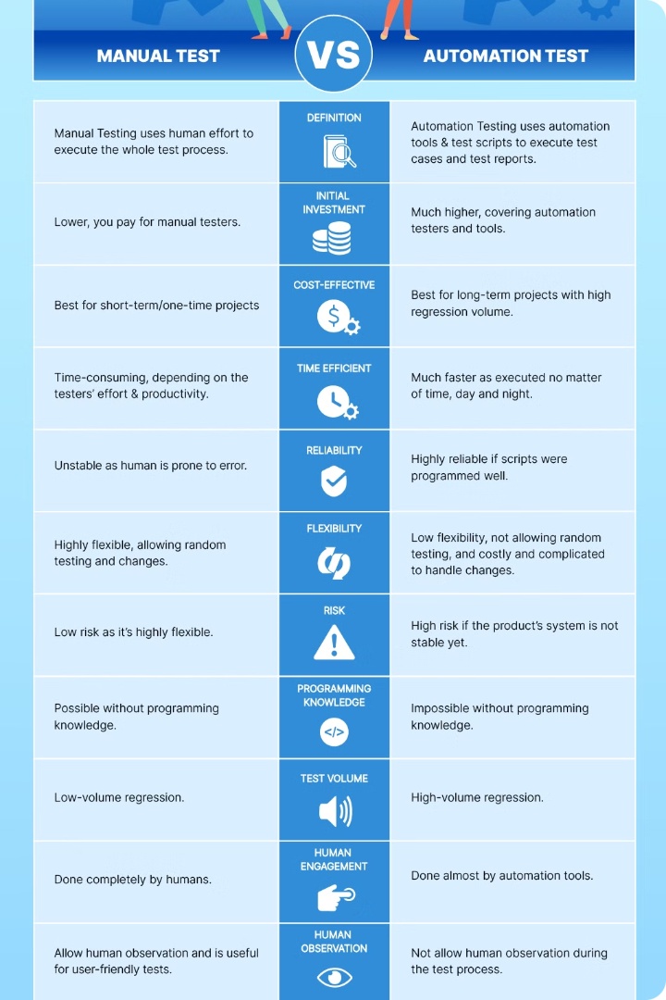 MANUAL TEST
VS
AUTOMATION TEST
Manual Testing uses human effort to
execute the whole test process.
DEFINITION
Automation Testing uses automation
tools & test scripts to execute test
cases and test reports.
Lower, you pay for manual testers.
INITIAL
INVESTMENT
Much higher, covering automation
testers and tools.
Best for short-term/one-time projects
COST-EFFECTIVE
$
Best for long-term projects with high
regression volume.
Time-consuming, depending on the
testers' effort & productivity.
TIME EFFICIENT
Much faster as executed no matter
of time, day and night.
Unstable as human is prone to error.
RELIABILITY
Highly reliable if scripts were
programmed well.
Highly flexible, allowing random
testing and changes.
FLEXIBILITY
Low flexibility, not allowing random
testing, and costly and complicated
to handle changes.
Low risk as it's highly flexible.
RISK
High risk if the product's system is not
stable yet.
Possible without programming
knowledge.
PROGRAMMING
KNOWLEDGE
</>
Impossible without programming
knowledge.
Low-volume regression.
TEST VOLUME
High-volume regression.
Done completely by humans.
HUMAN
ENGAGEMENT
Done almost by automation tools.
Allow human observation and is useful
for user-friendly tests.
HUMAN
OBSERVATION
Not allow human observation during
the test process.